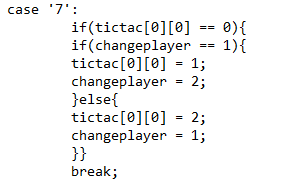 case '7':
if(tictac[0][0] == 0){
if(changeplayer == 1){
tictac[0][0] = 1;
changeplayer = 2;
}else{
tictac[0][0] = 2;
changeplayer = 1;
}}
break;